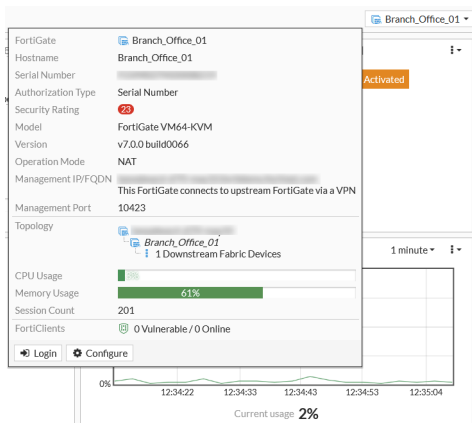 Branch_Office_01
FortiGate Branch_Office_01
Hostname Branch_Office_01
Serial Number
Authorization Type Serial Number
Security Rating 23
Model FortiGate VM64-KVM
Version v7.0.0 build0066
Operation Mode NAT
Management IP/FQDN
This FortiGate connects to upstream FortiGate via a VPN
Management Port 10423
Topology
Branch_Office_01
1 Downstream Fabric Devices
CPU Usage
Memory Usage 61%
Session Count 201
FortiClients 0 Vulnerable / 0 Online
Login Configure
Activated
1 minute
0%
12:34:22 12:34:33 12:34:43 12:34:53 12:35:04
Current usage 2%